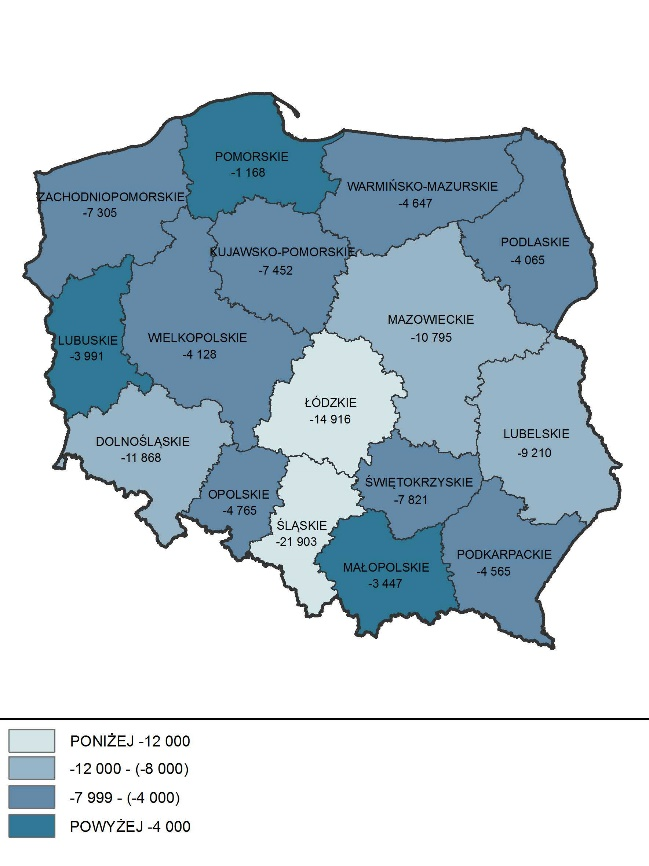 POMORSKIE
-1 168
WARMIŃSKO-MAZURSKIE
-4 647
ZACHODNIOPOMORSKIE
-7 305
PODLASKIE
-4 065
KUJAWSKO-POMORSKIE
-7 452
MAZOWIECKIE
-10 795
LUBUSKIE
-3 991
WIELKOPOLSKIE
-4 128
ŁÓDZKIE
-14 916
DOLNOŚLĄSKIE
-11 868
LUBELSKIE
-9 210
OPOLSKIE
-4 765
ŚWIĘTOKRZYSKIE
-7 821
ŚLĄSKIE
-21 903
MAŁOPOLSKIE
-3 447
PODKARPACKIE
-4 565
PONIŻEJ -12 000
-12 000 - (-8 000)
-7 999 - (-4 000)
POWYŻEJ -4 000